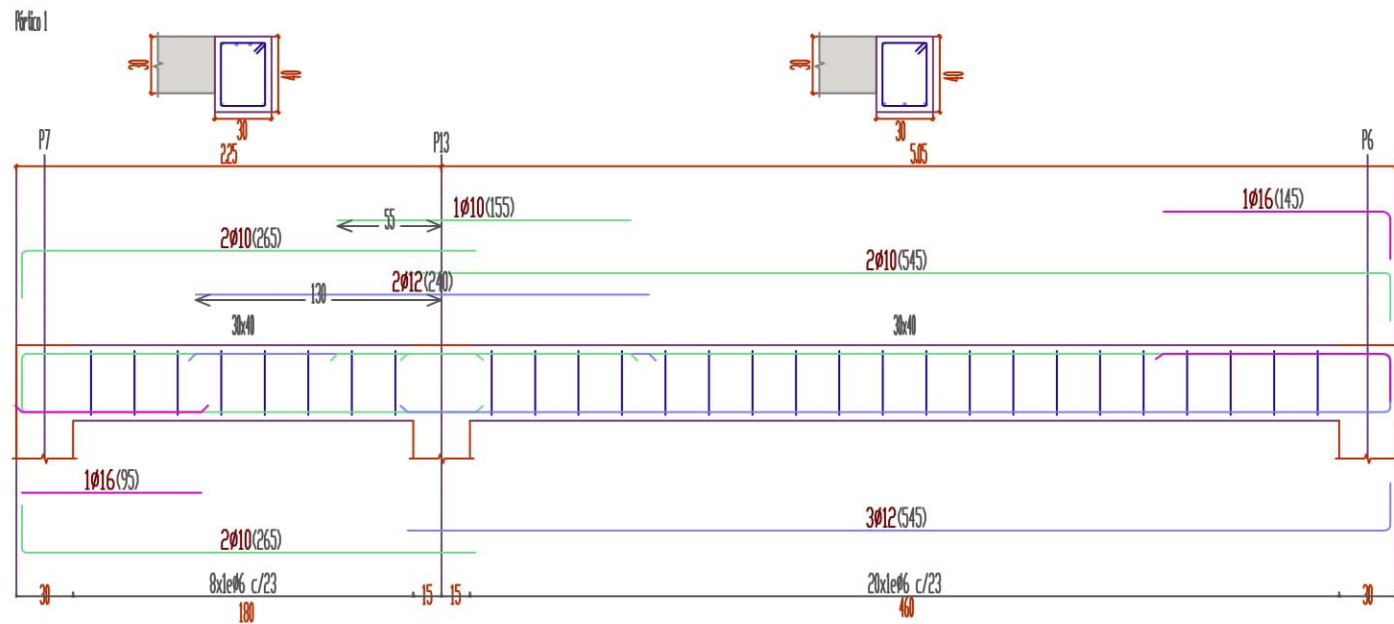 Pórtico 1
30
40
30
30
40
30
P7
P13
P6
2.25
5.05
1ø10(155)
1ø16(145)
55
2ø10(265)
2ø10(545)
2ø12(240)
130
30x40
30x40
1ø16(95)
3ø12(545)
2ø10(265)
8x1eø6 c/23
20x1eø6 c/23
30
180
15
15
460
30